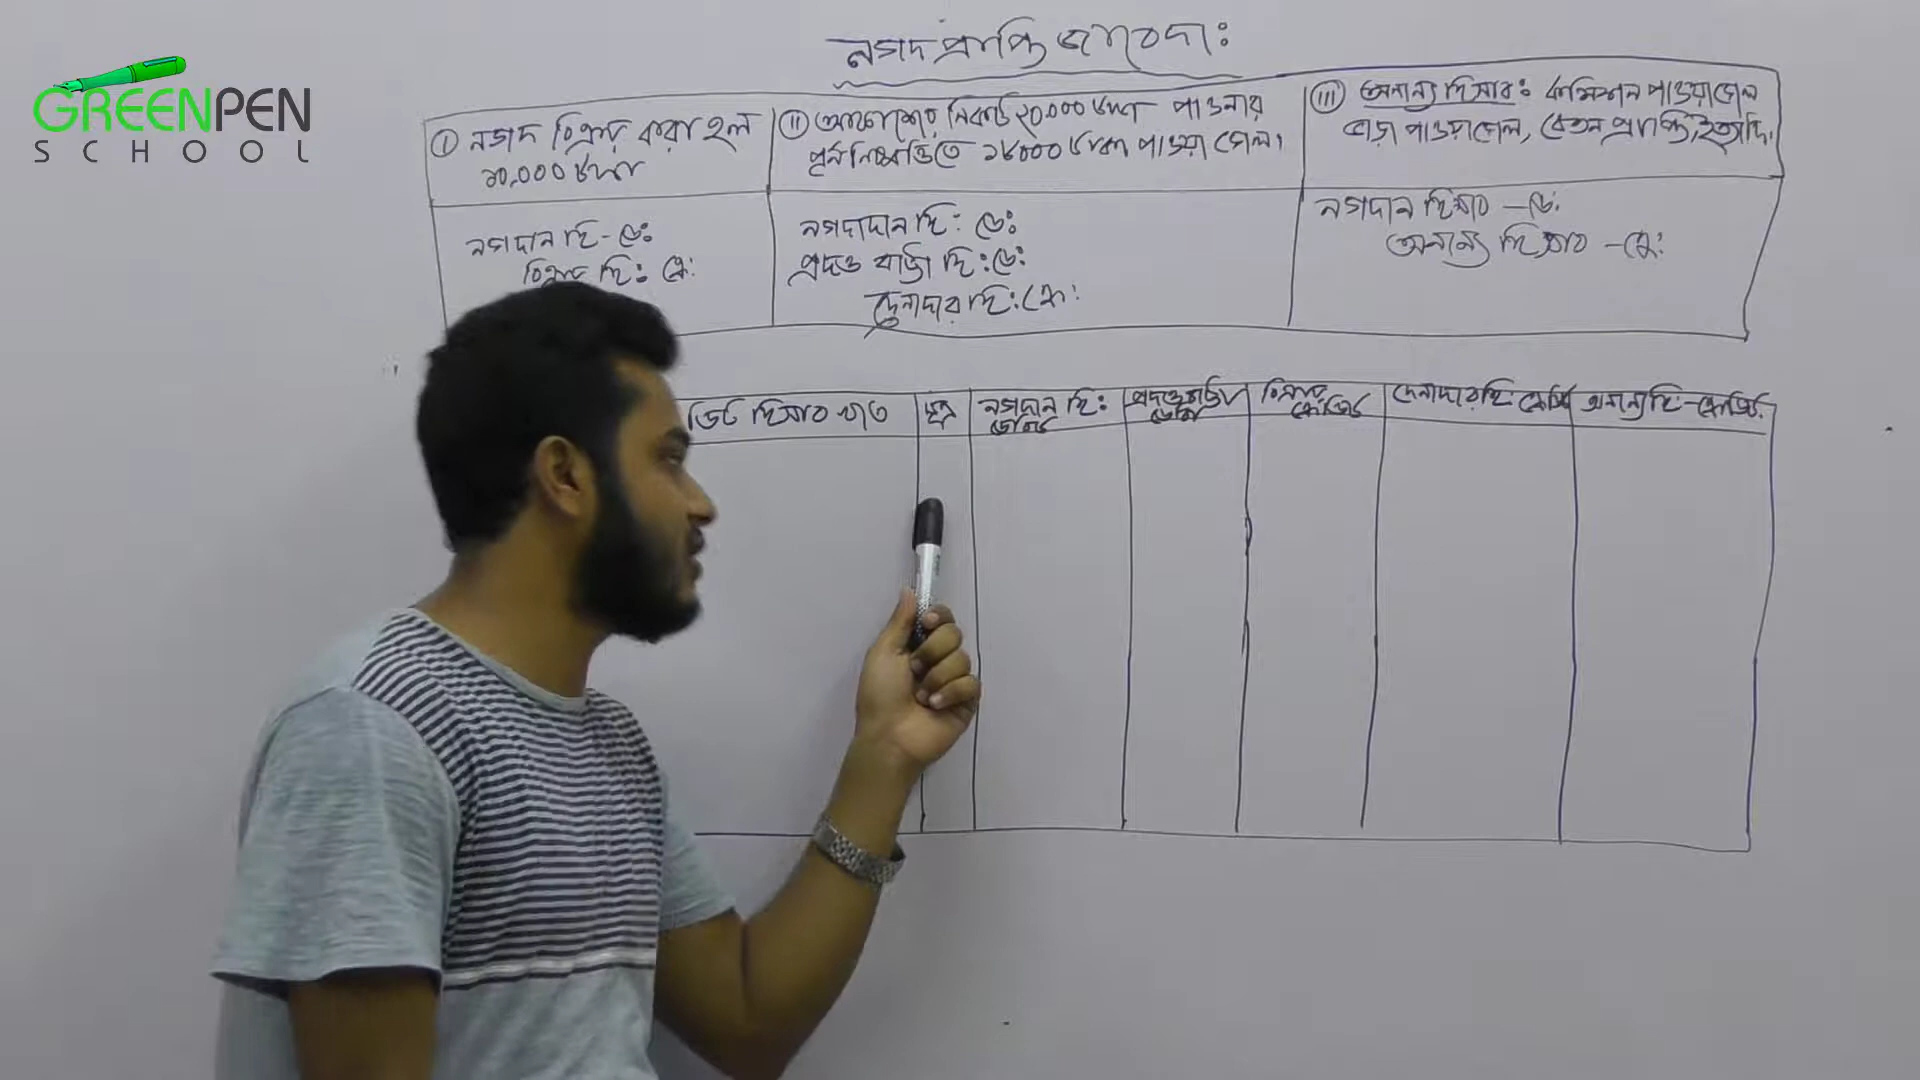 GREENPEN
SCHOOL
নগদ প্রাপ্তি জাবেদাঃ
I নগদ বিক্রয় করা হল
১০,০০০ টাকা
II আকাশের নিকট ২০,০০০ টাকা পাওনার
পূর্ণ নিষ্পত্তিতে ১৮০০০ টাকা পাওয়া গেল।
III অন্যান্য হিসাবঃ কমিশন পাওয়া গেল
ভাড়া পাওয়া গেল, বেতন প্রাপ্তি ইত্যাদি।
নগদান হি-ডেঃ
বিক্রয় হিঃ ক্রে:
নগদান হি: ডেঃ
প্রদত্ত বাট্টা হি:ডেঃ
দেনাদার হি:ক্রে:
নগদান হিসাব –ডে:
অন্যান্য হিসাব –ক্রে:
ডিট হিসাব খাত
সূত্র
নগদান হিঃ
ডেবিট
প্রদত্ত বাট্টা
ডেবিট
বিক্রয়
ক্রেডিট
দেনাদার হি: ক্রেডিট
অন্যান্য হি-ক্রেডিট